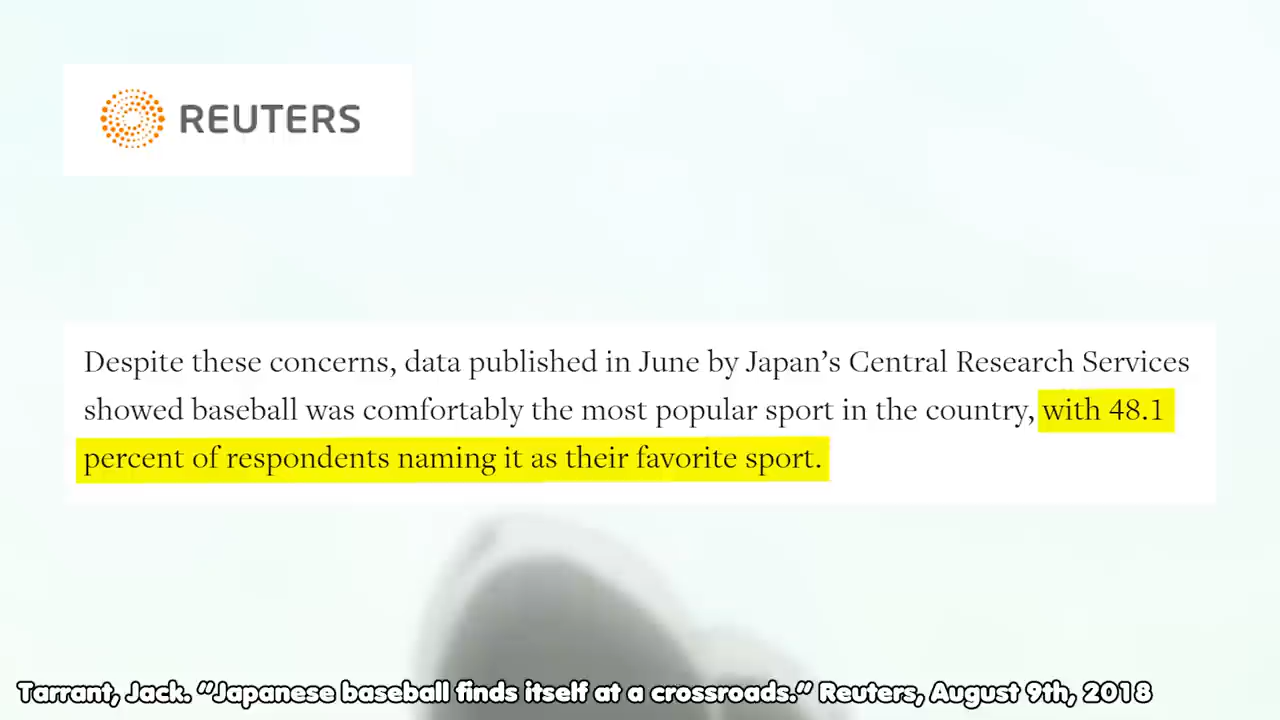 REUTERS
Despite these concerns, data published in June by Japan’s Central Research Services
showed baseball was comfortably the most popular sport in the country, with 48.1
percent of respondents naming it as their favorite sport.
Tarrant, Jack. “Japanese baseball finds itself at a crossroads.” Reuters, August 9th, 2018